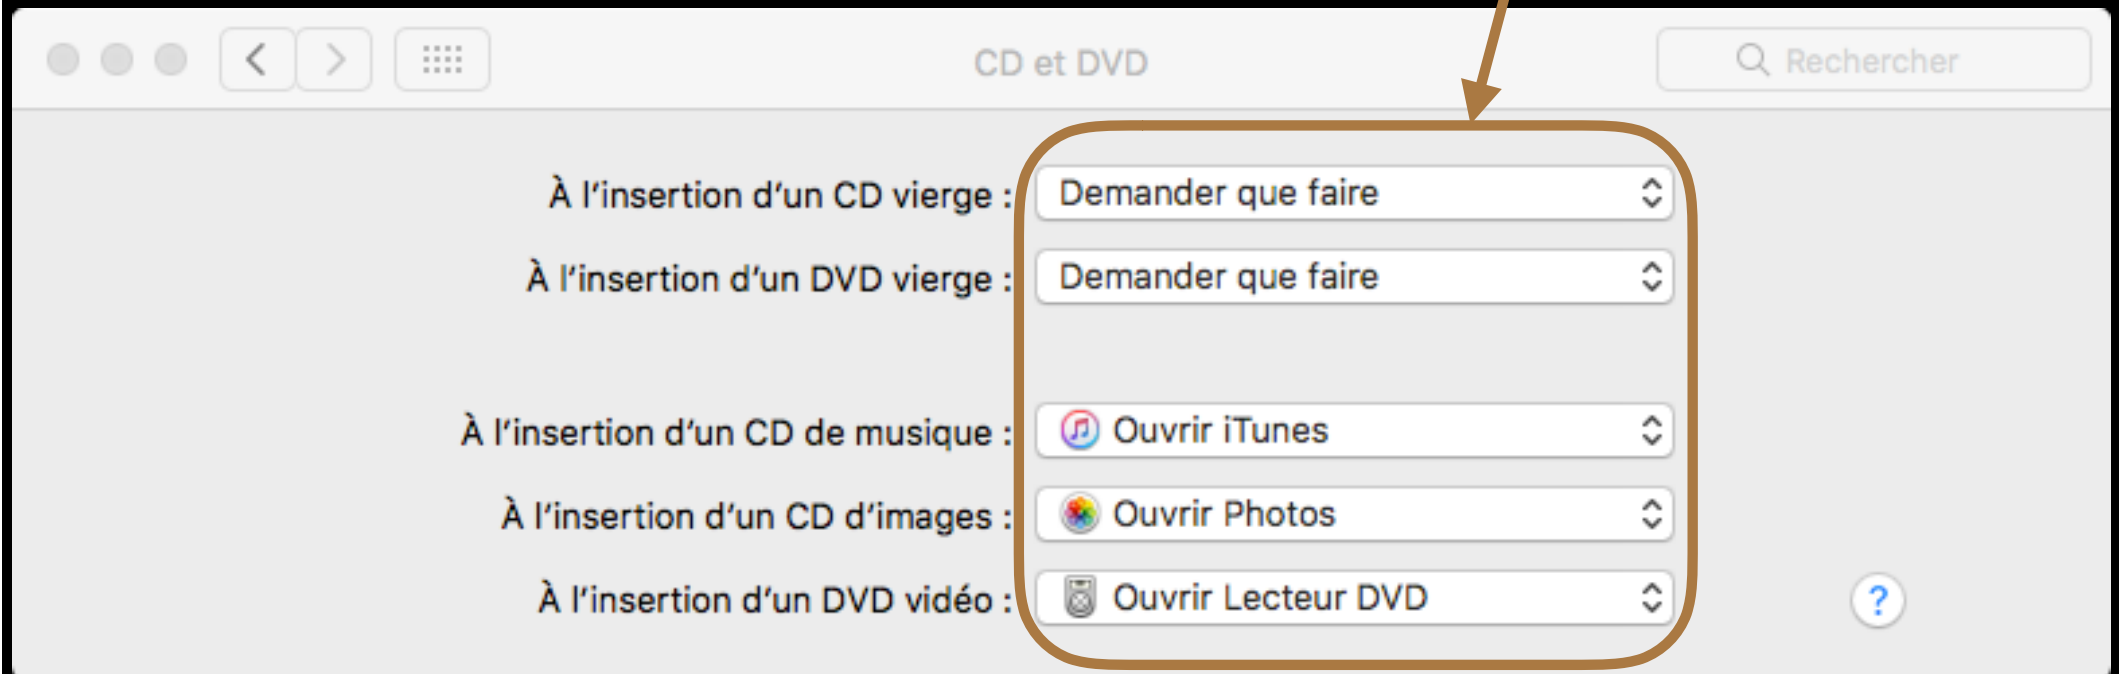 CD et DVD
Rechercher
À l'insertion d'un CD vierge : Demander que faire
À l'insertion d'un DVD vierge : Demander que faire
À l'insertion d'un CD de musique : Ouvrir iTunes
À l'insertion d'un CD d'images : Ouvrir Photos
À l'insertion d'un DVD vidéo : Ouvrir Lecteur DVD
?